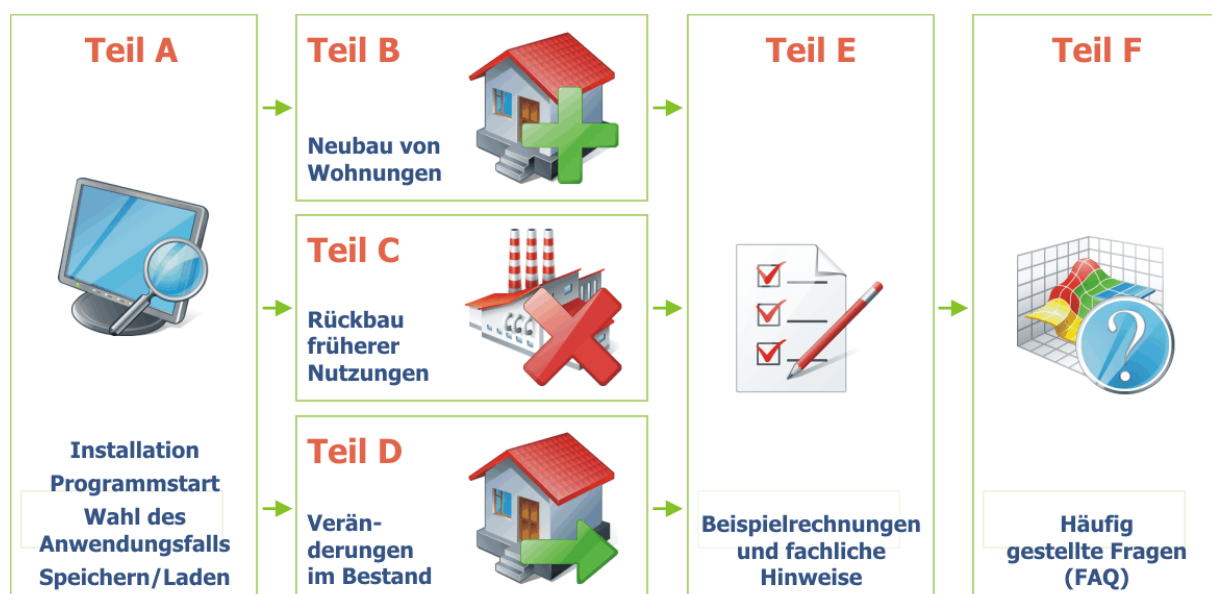 Teil A
Installation
Programmstart
Wahl des
Anwendungsfalls
Speichern/Laden
Teil B
Neubau von
Wohnungen
Teil C
Rückbau
früherer
Nutzungen
Teil D
Verän-
derungen
im Bestand
Teil E
Beispielrechnungen
und fachliche
Hinweise
Teil F
Häufig
gestellte Fragen
(FAQ)